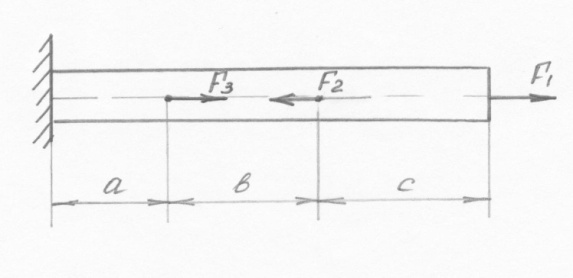 F₃ F₂ F₁
a в c